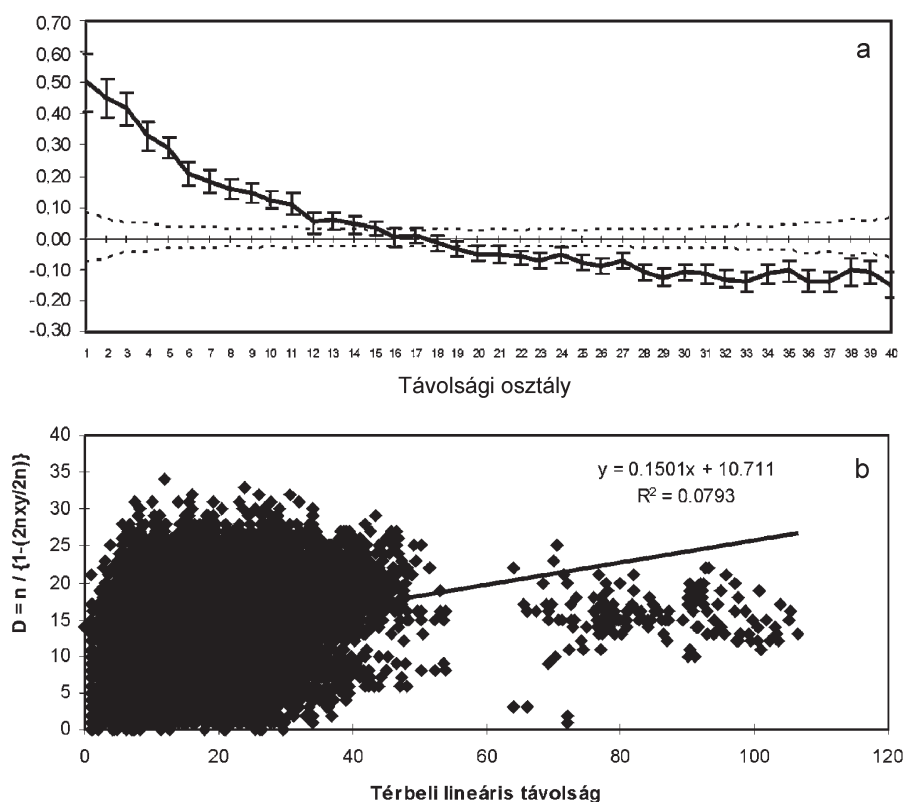 0,70
0,60
0,50
0,40
0,30
0,20
0,10
0,00
-0,10
-0,20
-0,30
a
1 2 3 4 5 6 7 8 9 10 11 12 13 14 15 16 17 18 19 20 21 22 23 24 25 26 27 28 29 30 31 32 33 34 35 36 37 38 39 40
Távolsági osztály
40
35
30
25
20
15
10
5
0
D = n / {1-(2nxy/2n)}
y = 0.1501x + 10.711
R² = 0.0793
b
0 20 40 60 80 100 120
Térbeli lineáris távolság